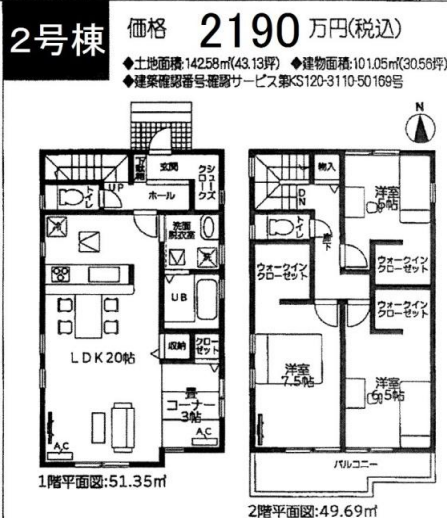 2号棟
価格 2190 万円(税込)
◆土地面積:142.58㎡(43.13坪) ◆建物面積:101.05㎡(30.56坪)
◆建築確認番号:確認サービス第KS120-3110-50169号
N
下駄箱
玄関
シューズ
クローク
UP
トイレ
ホール
冷
洗面
脱衣室
UB
LDK20帖
収納
クロー
ゼット
畳
コーナー
3帖
A.C
A.C
1階平面図:51.35㎡
物入
DN
トイレ
廊下
洋室
6帖
ウォークイン
クローゼット
ウォークイン
クローゼット
ウォークイン
クローゼット
洋室
7.5帖
洋室
6.5帖
バルコニー
2階平面図:49.69㎡